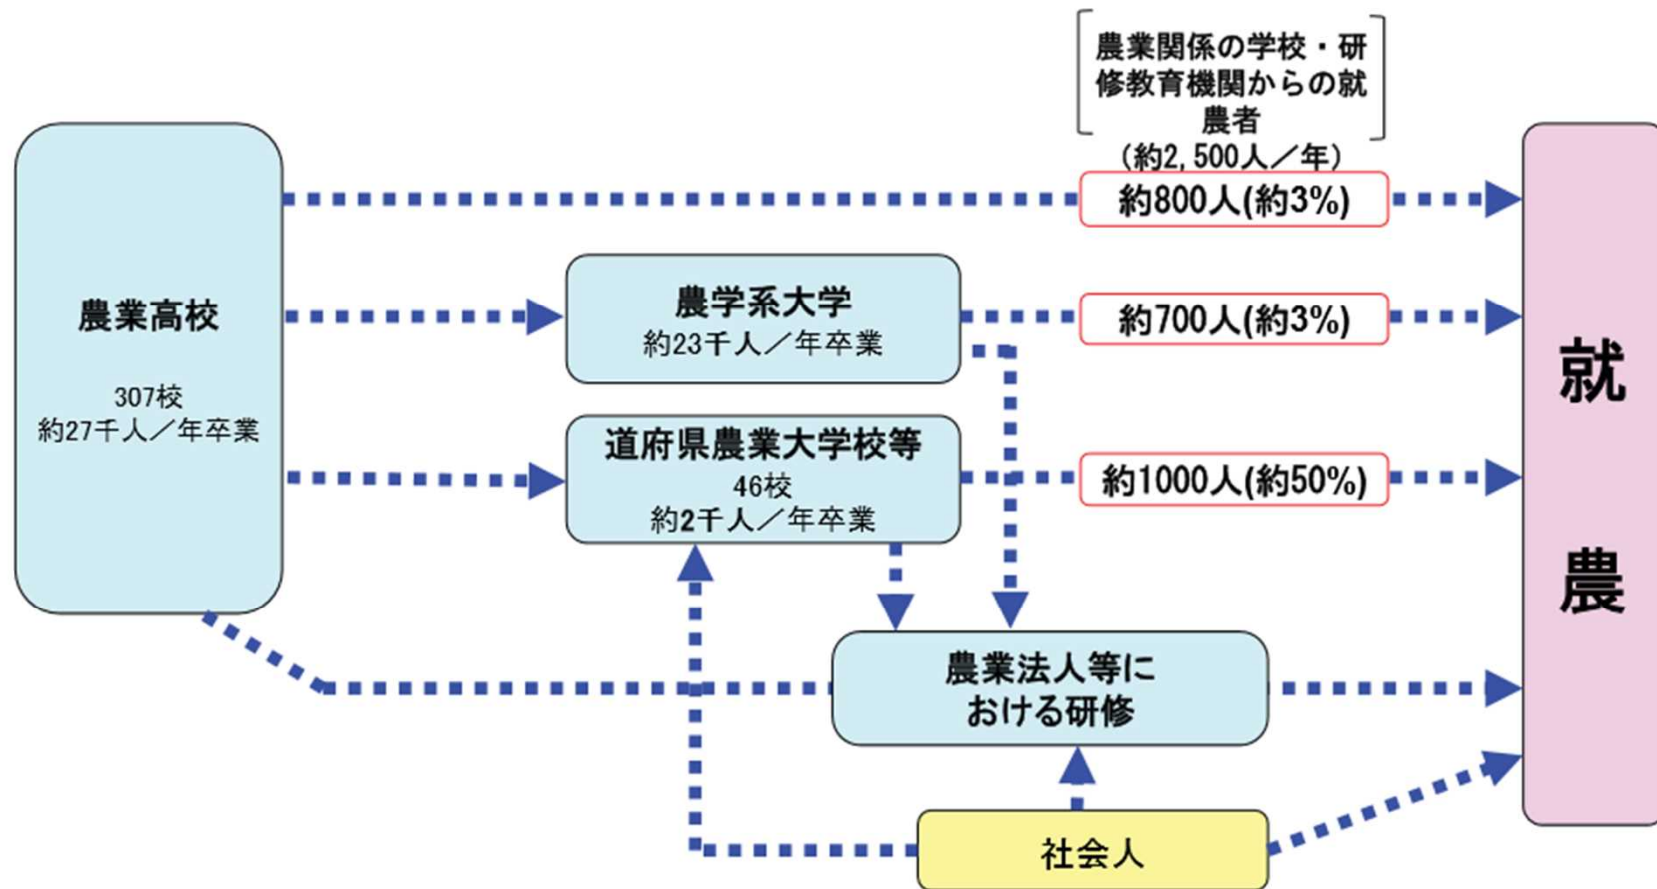 農業関係の学校・研
修教育機関からの就
農者
(約2,500人／年)
約800人(約3%)
農業高校
307校
約27千人／年卒業
農学系大学
約23千人／年卒業
約700人(約3%)
道府県農業大学校等
46校
約2千人／年卒業
約1000人(約50%)
就
農
農業法人等に
おける研修
社会人